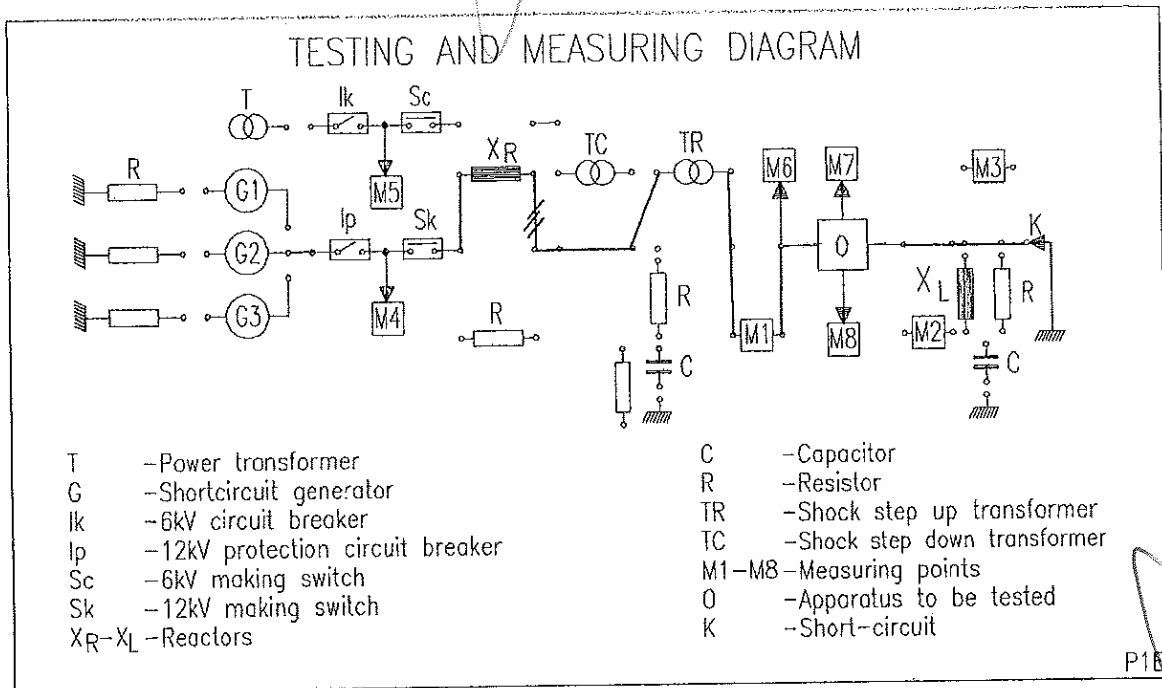 TESTING AND MEASURING DIAGRAM
T Ik Sc
XR TC TR M6 M7 M3
R G1 M5
Ip Sk K
G2 O
XL R
R
G3 M4 R M1 M8 M2
C C
T -Power transformer
G -Shortcircuit generator
Ik -6kV circuit breaker
Ip -12kV protection circuit breaker
Sc -6kV making switch
Sk -12kV making switch
XR-XL -Reactors
C -Capacitor
R -Resistor
TR -Shock step up transformer
TC -Shock step down transformer
M1-M8 -Measuring points
O -Apparatus to be tested
K -Short-circuit